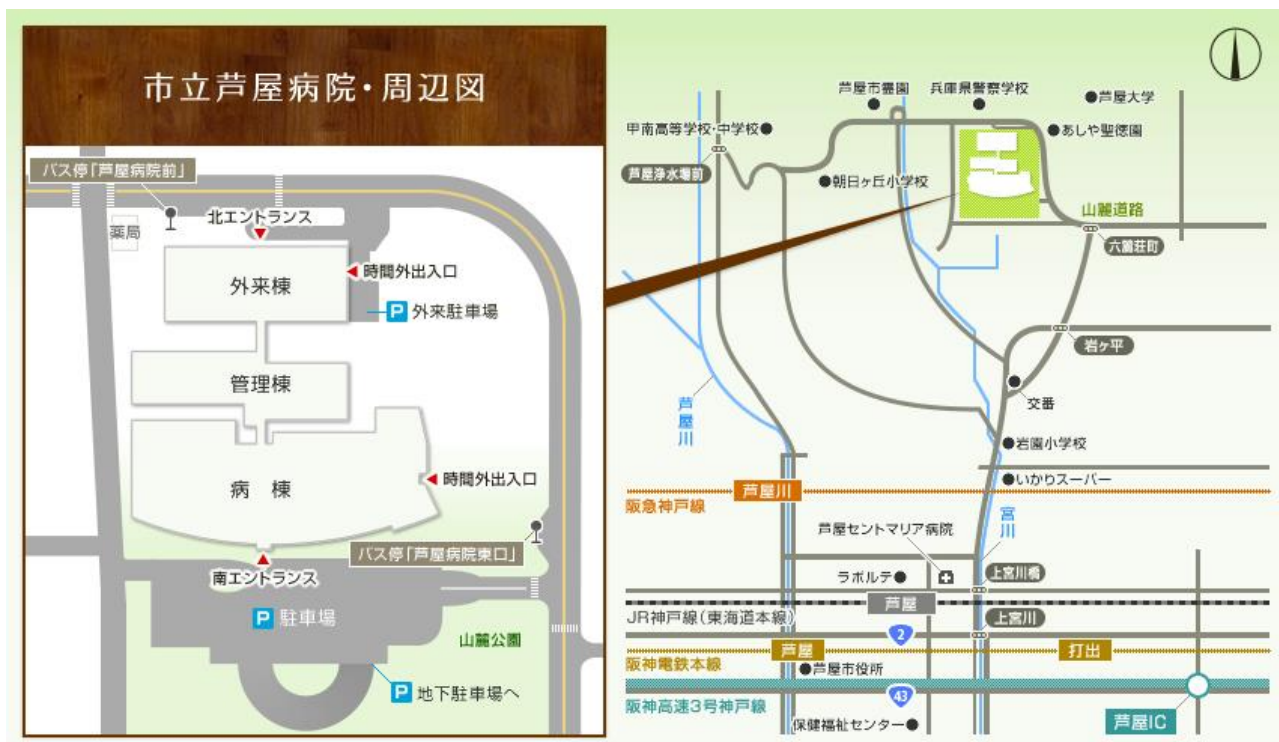 市立芦屋病院・周辺図
バス停「芦屋病院前」
薬局
北エントランス
外来棟
時間外出入口
P 外来駐車場
管理棟
病 棟
時間外出入口
バス停「芦屋病院東口」
南エントランス
P 駐車場
山麓公園
P 地下駐車場へ
芦屋市霊園
兵庫県警察学校
芦屋大学
甲南高等学校・中学校
あしや聖徳園
芦屋浄水場前
朝日ヶ丘小学校
山麓道路
六麓荘町
岩ヶ平
交番
芦屋川
岩園小学校
いかりスーパー
芦屋川
阪急神戸線
宮川
芦屋セントマリア病院
ラポルテ
上宮川橋
芦屋
JR神戸線(東海道本線)
上宮川
2
芦屋
打出
阪神電鉄本線
芦屋市役所
43
阪神高速3号神戸線
保健福祉センター
芦屋IC